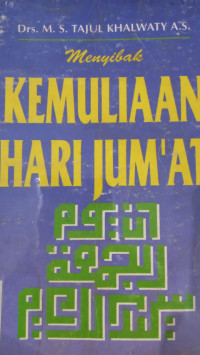 Drs. M. S. TAJUL KHALWATY A.S.
Menyibak
KEMULIAAN
HARI JUM'AT